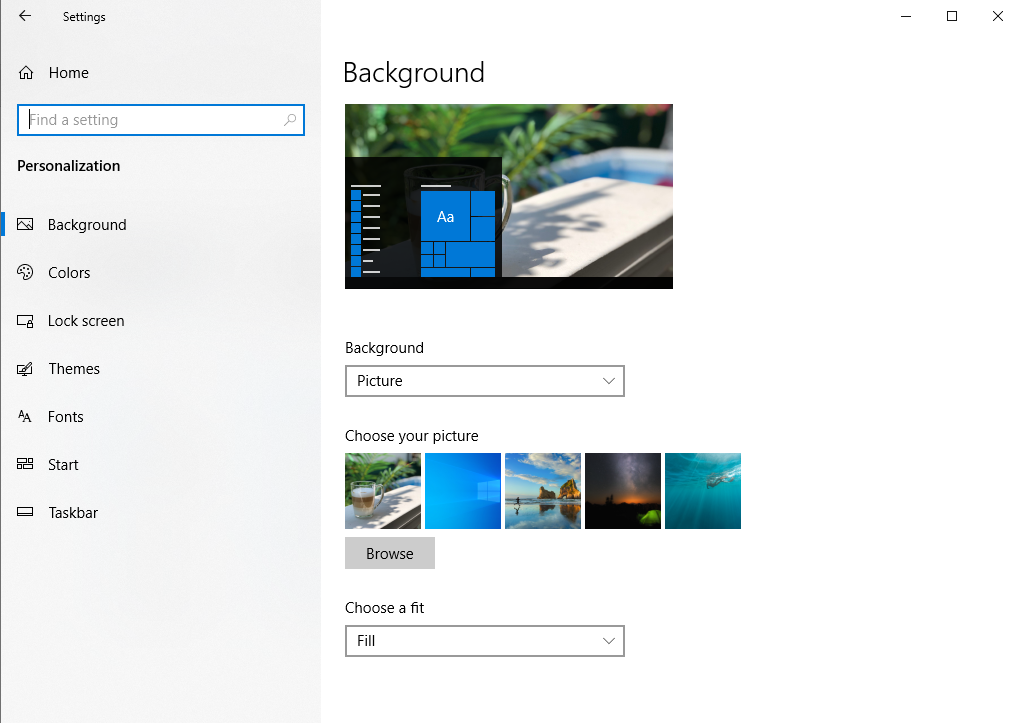 Settings
Home
Find a setting
Personalization
Background
Colors
Lock screen
Themes
Fonts
Start
Taskbar
Background
Aa
Background
Picture
Choose your picture
Browse
Choose a fit
Fill